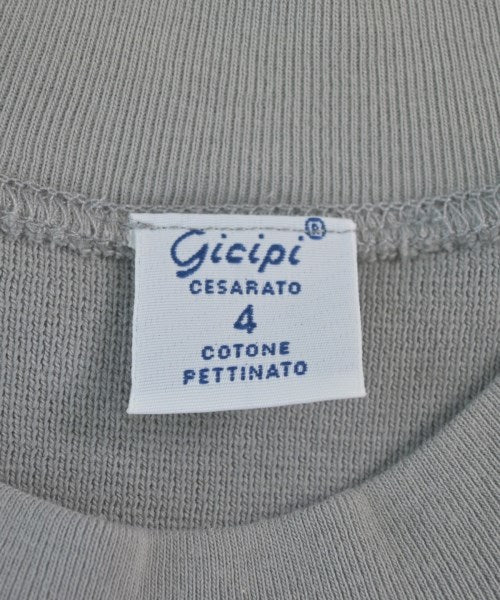 Gicipi®
CESARATO
4
COTONE
PETTINATO